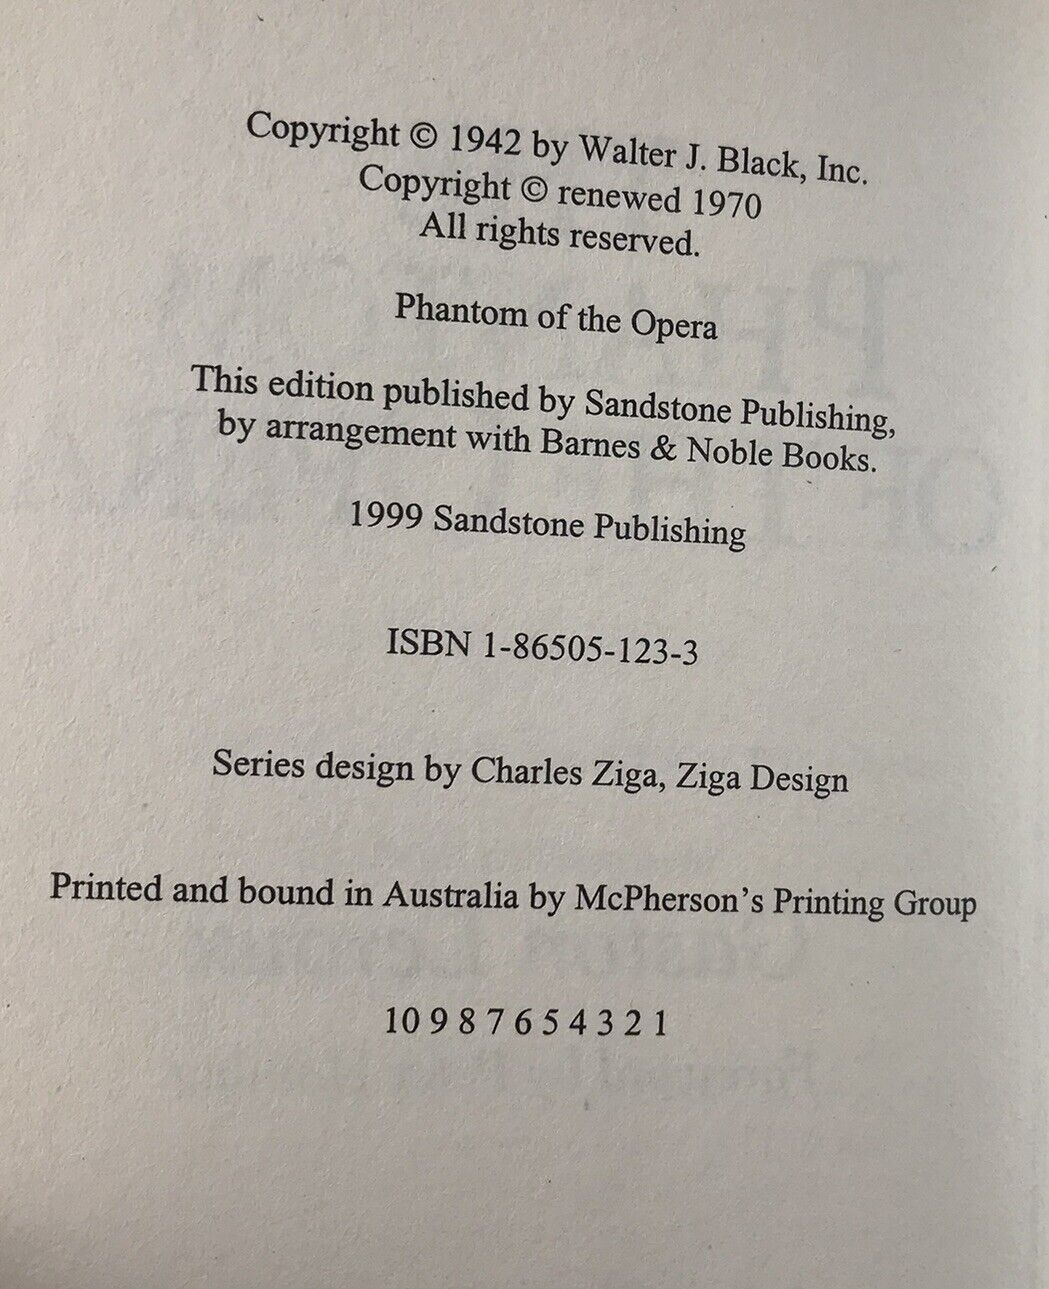 Copyright © 1942 by Walter J. Black, Inc.
Copyright © renewed 1970
All rights reserved.
Phantom of the Opera
This edition published by Sandstone Publishing,
by arrangement with Barnes & Noble Books.
1999 Sandstone Publishing
ISBN 1-86505-123-3
Series design by Charles Ziga, Ziga Design
Printed and bound in Australia by McPherson's Printing Group
10 9 8 7 6 5 4 3 2 1